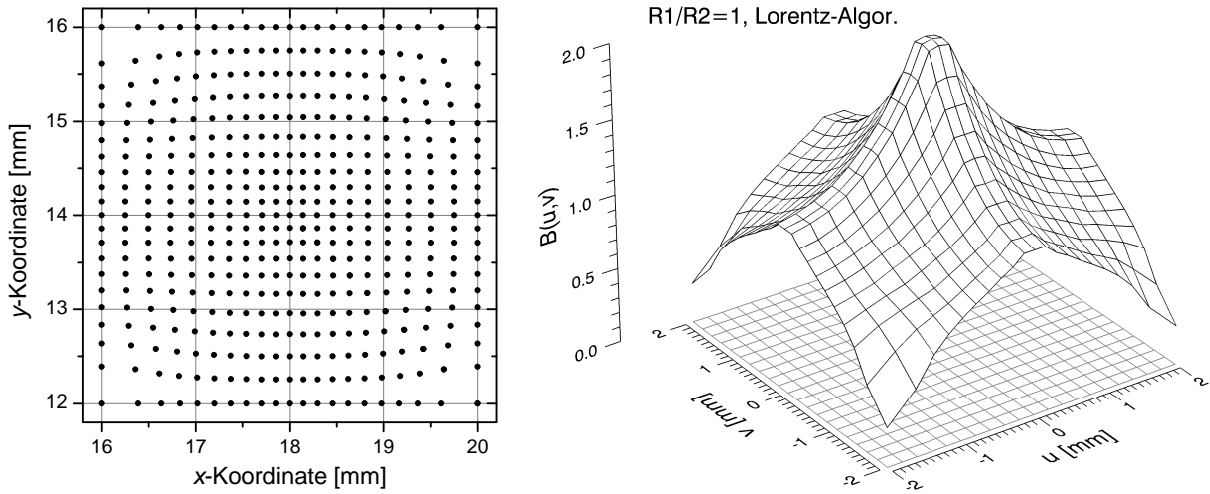 R1/R2=1, Lorentz-Algor.
16
15
14
13
12
y-Koordinate [mm]
16 17 18 19 20
x-Koordinate [mm]
2.0
1.5
1.0
0.5
0.0
B(u,v)
2 1 0 -1 -2
v [mm]
-2 -1 0 1 2
u [mm]